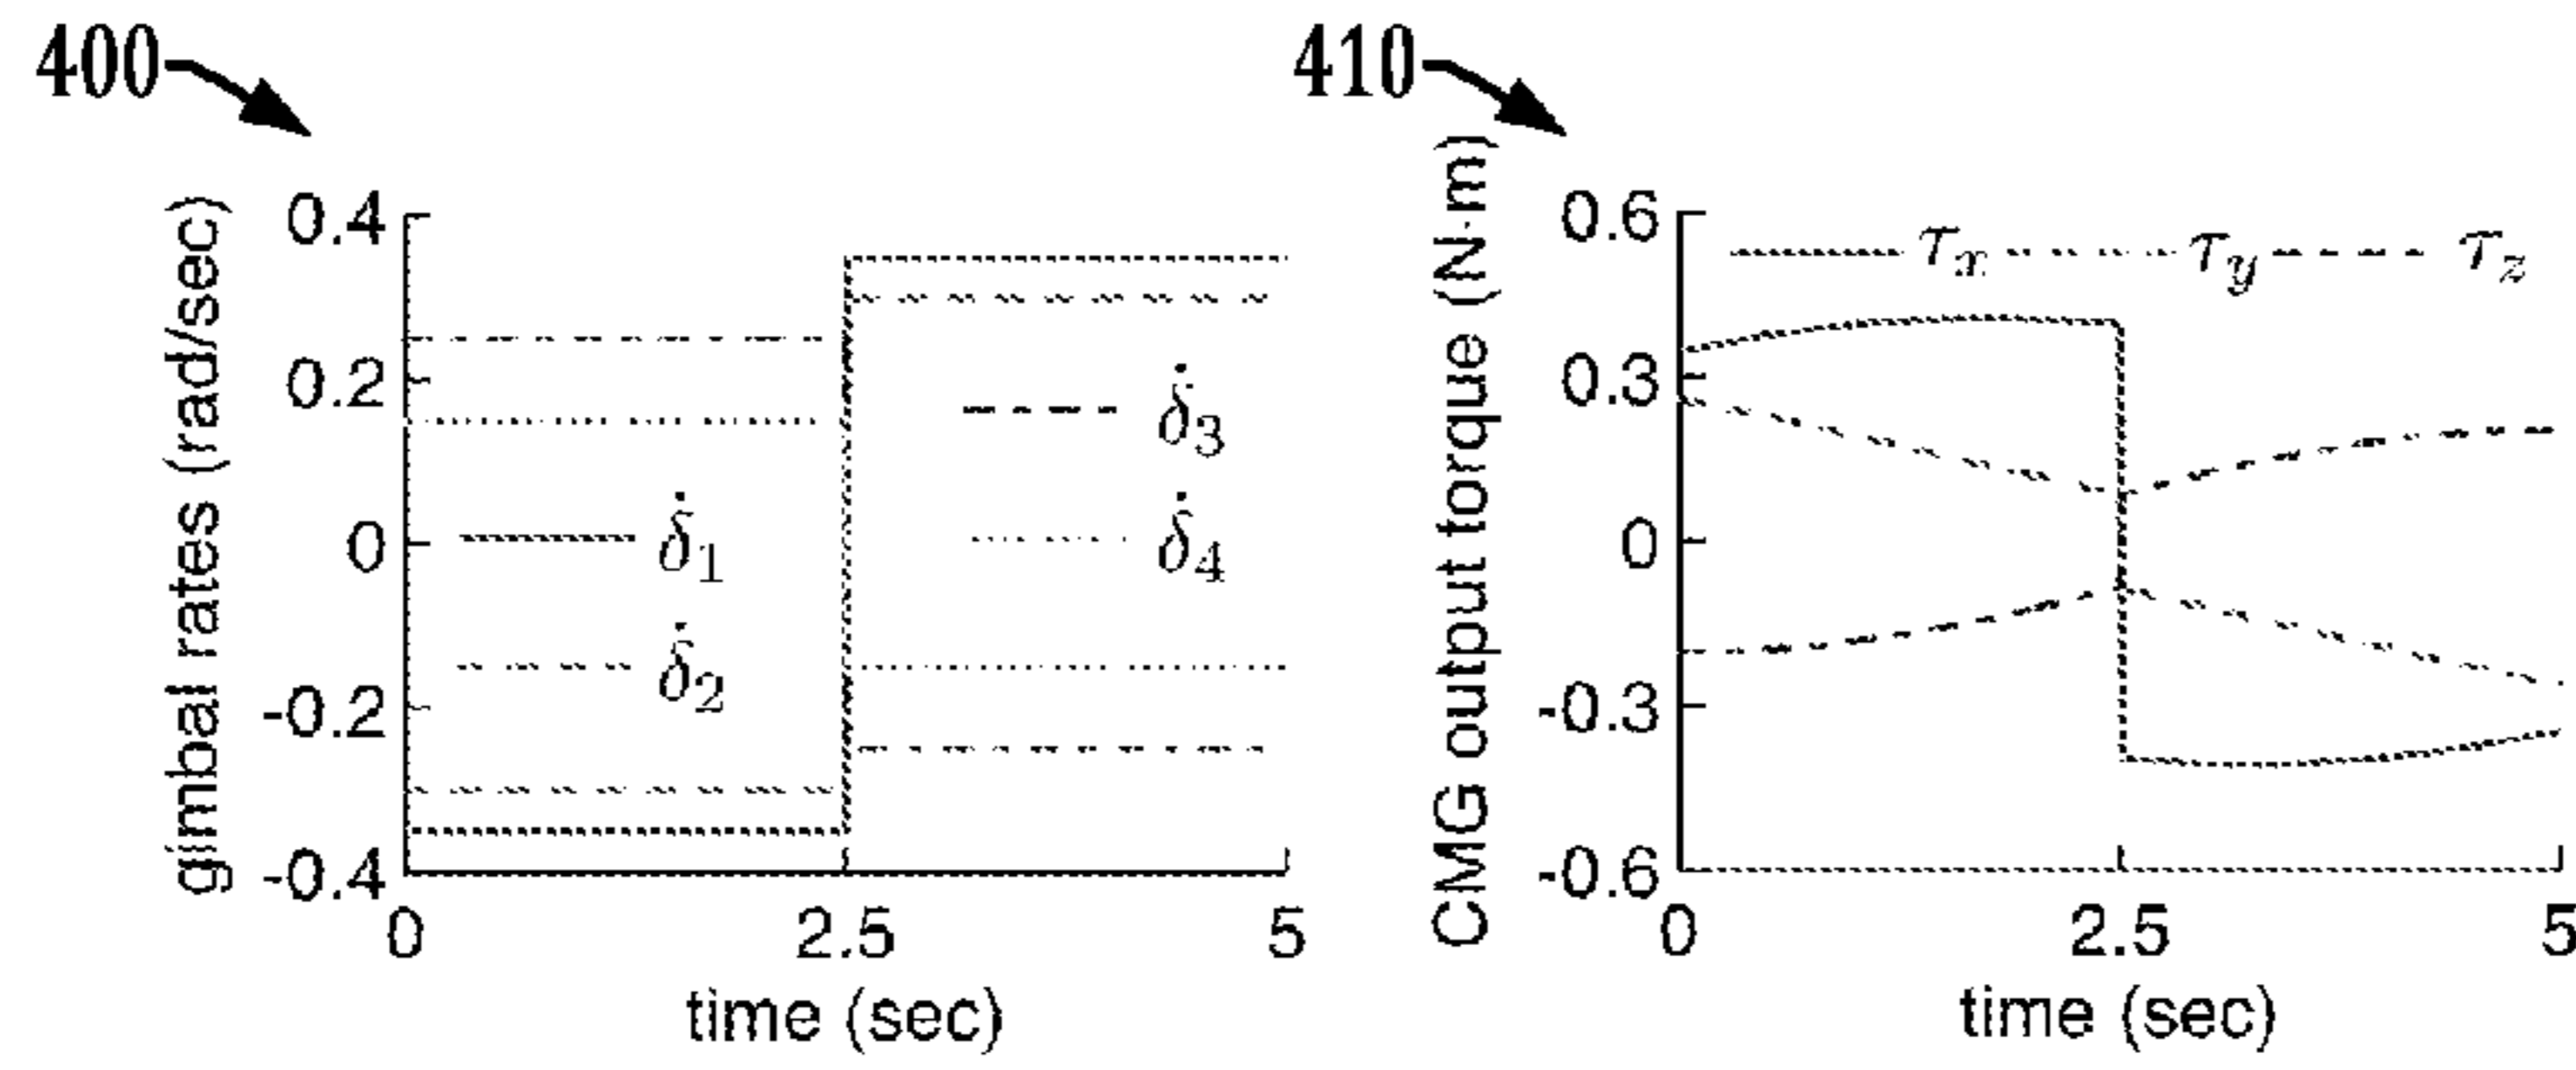 400
410
gimbal rates (rad/sec)
0.4
0.2
0
-0.2
-0.4
δ̇₁
δ̇₂
δ̇₃
δ̇₄
0 2.5 5
time (sec)
CMG output torque (N·m)
0.6
0.3
0
-0.3
-0.6
τₓ τ_y τ_z
0 2.5 5
time (sec)